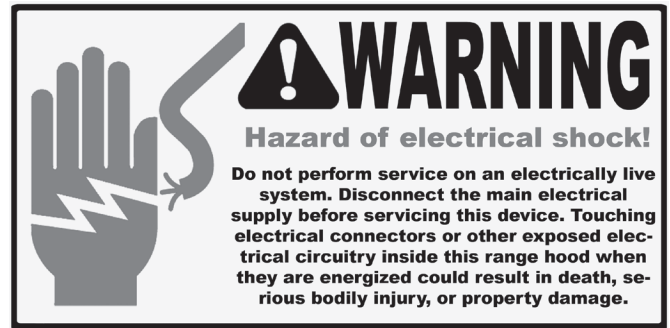 WARNING
Hazard of electrical shock!
Do not perform service on an electrically live
system. Disconnect the main electrical
supply before servicing this device. Touching
electrical connectors or other exposed elec-
trical circuitry inside this range hood when
they are energized could result in death, se-
rious bodily injury, or property damage.